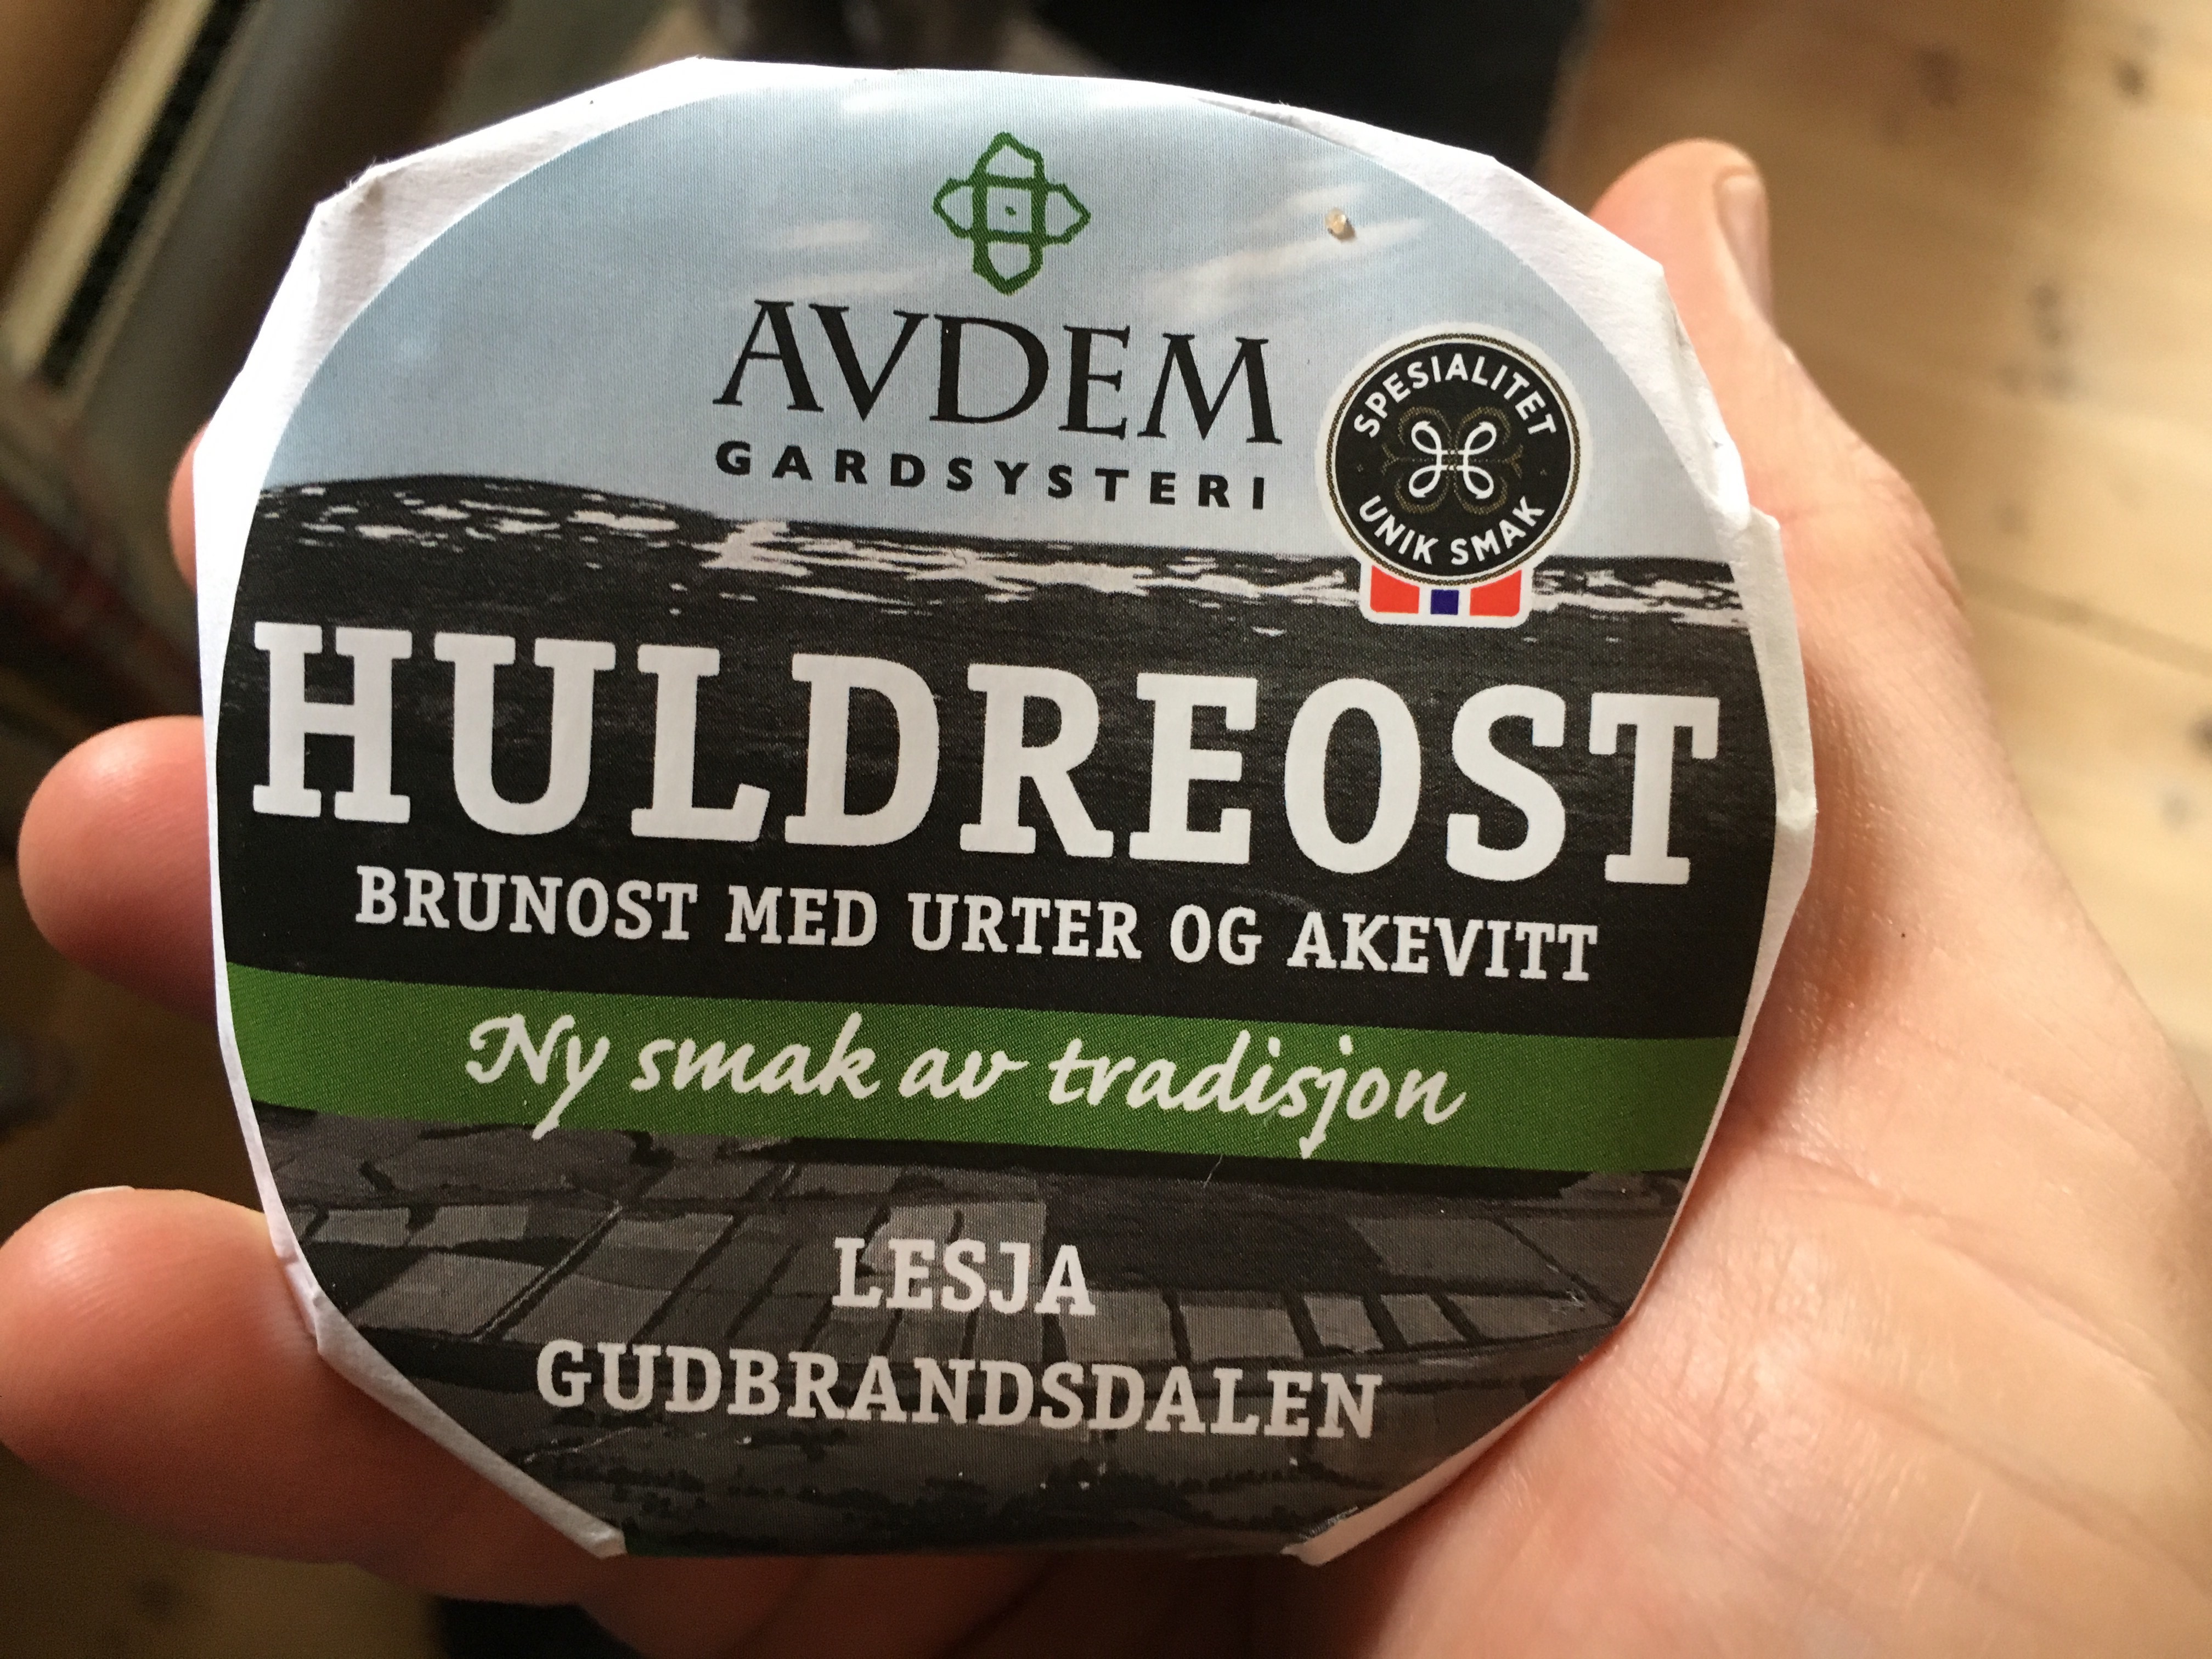 AVDEM
GARDSYSTERI
SPESIALITET
UNIK SMAK
HULDREOST
BRUNOST MED URTER OG AKEVITT
Ny smak av tradisjon
LESJA
GUDBRANDSDALEN